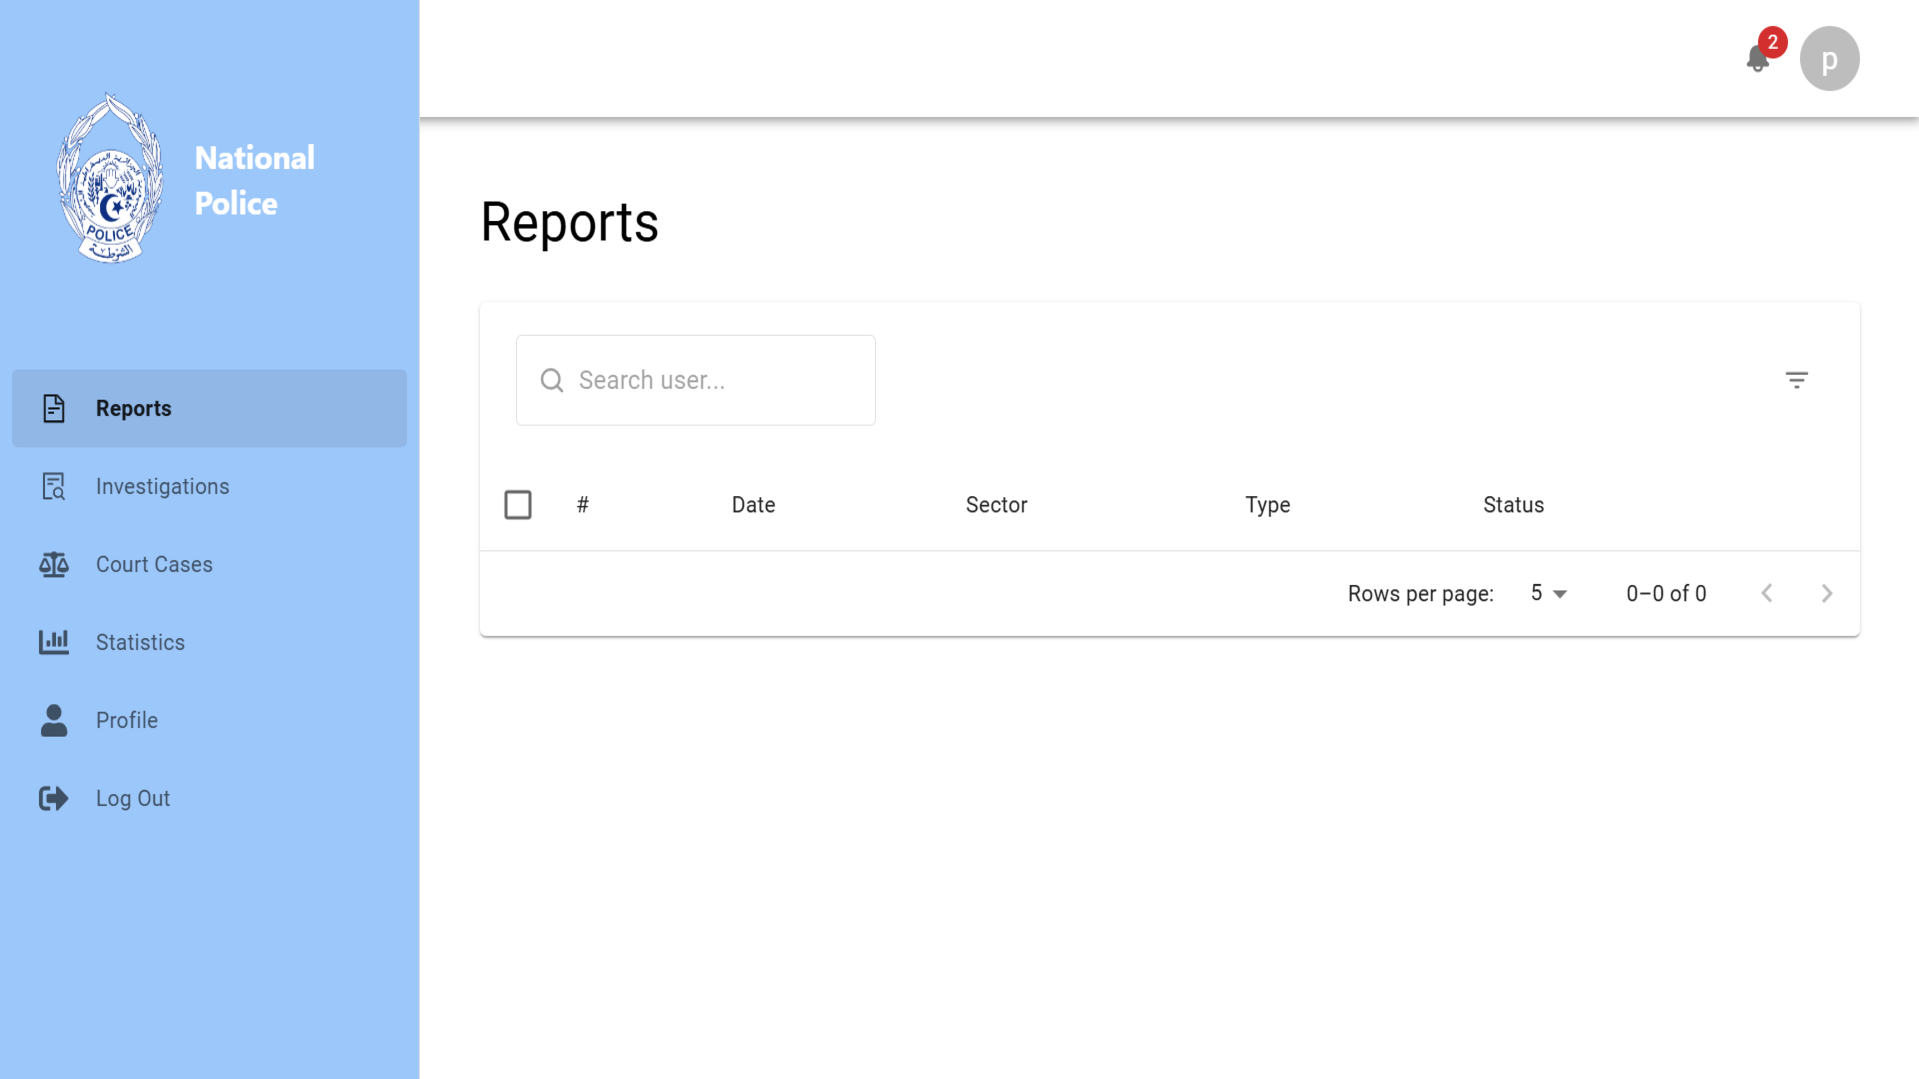 2
p
National
Police
POLICE
الشرطة
Reports
Search user...
Reports
Investigations
Court Cases
Statistics
Profile
Log Out
# Date Sector Type Status
Rows per page: 5 0–0 of 0